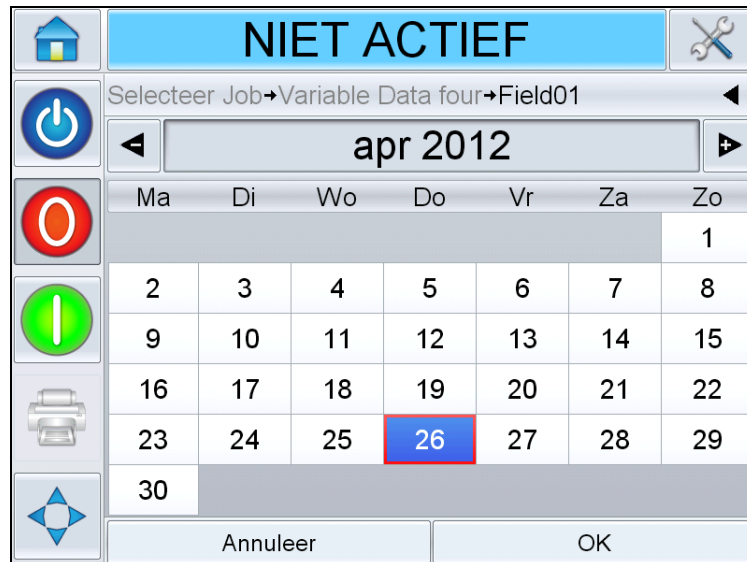 NIET ACTIEF
Selecteer Job→Variable Data four→Field01
apr 2012
Ma Di Wo Do Vr Za Zo
1
2 3 4 5 6 7 8
9 10 11 12 13 14 15
16 17 18 19 20 21 22
23 24 25 26 27 28 29
30
Annuleer OK